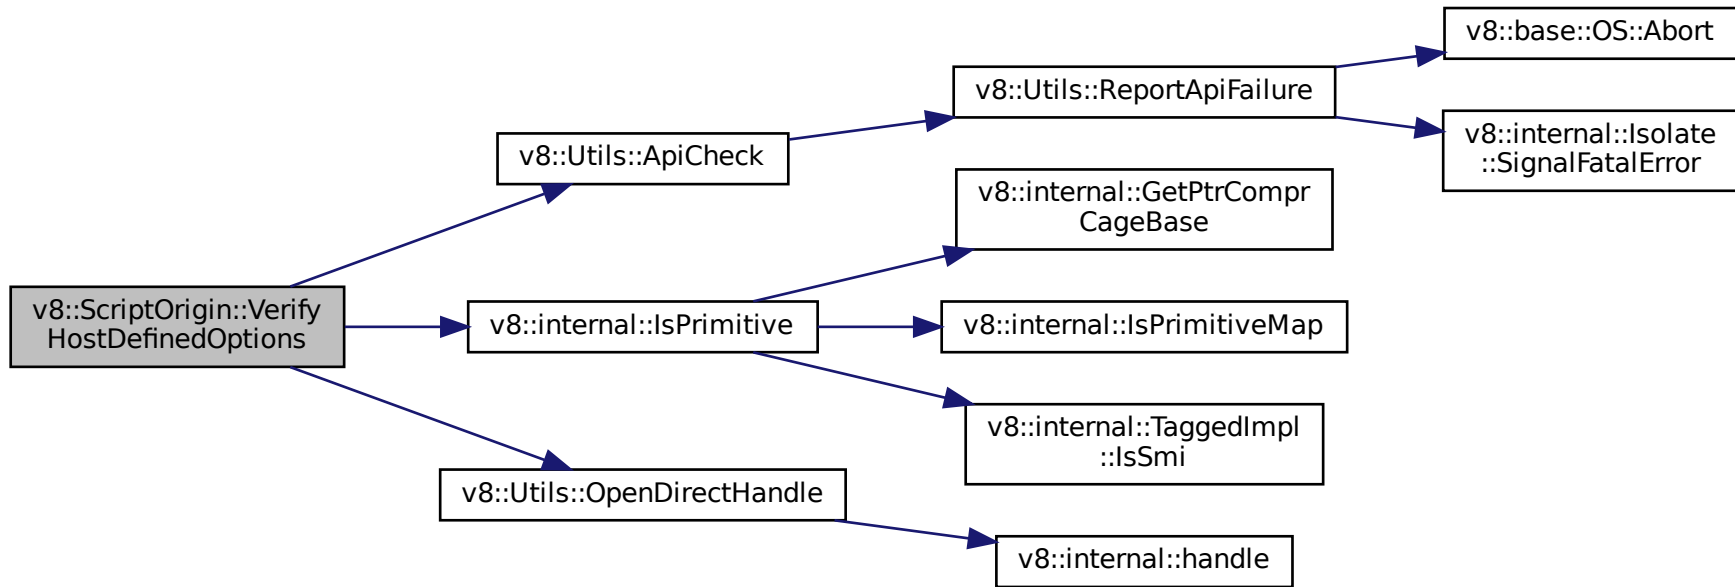 v8::base::OS::Abort
v8::Utils::ReportApiFailure
v8::internal::Isolate
::SignalFatalError
v8::Utils::ApiCheck
v8::internal::GetPtrCompr
CageBase
v8::ScriptOrigin::Verify
HostDefinedOptions
v8::internal::IsPrimitive
v8::internal::IsPrimitiveMap
v8::internal::TaggedImpl
::IsSmi
v8::Utils::OpenDirectHandle
v8::internal::handle